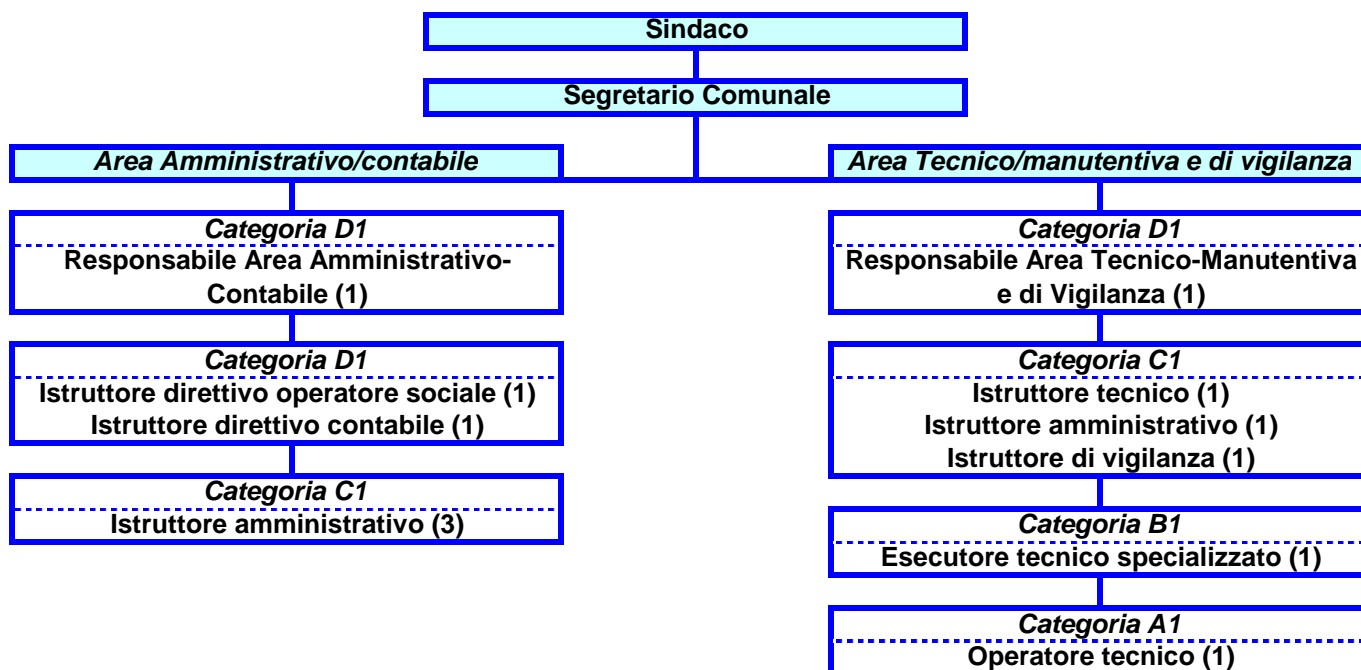 Sindaco
Segretario Comunale
Area Amministrativo/contabile
Categoria D1
Responsabile Area Amministrativo-
Contabile (1)
Categoria D1
Istruttore direttivo operatore sociale (1)
Istruttore direttivo contabile (1)
Categoria C1
Istruttore amministrativo (3)
Area Tecnico/manutentiva e di vigilanza
Categoria D1
Responsabile Area Tecnico-Manutentiva
e di Vigilanza (1)
Categoria C1
Istruttore tecnico (1)
Istruttore amministrativo (1)
Istruttore di vigilanza (1)
Categoria B1
Esecutore tecnico specializzato (1)
Categoria A1
Operatore tecnico (1)